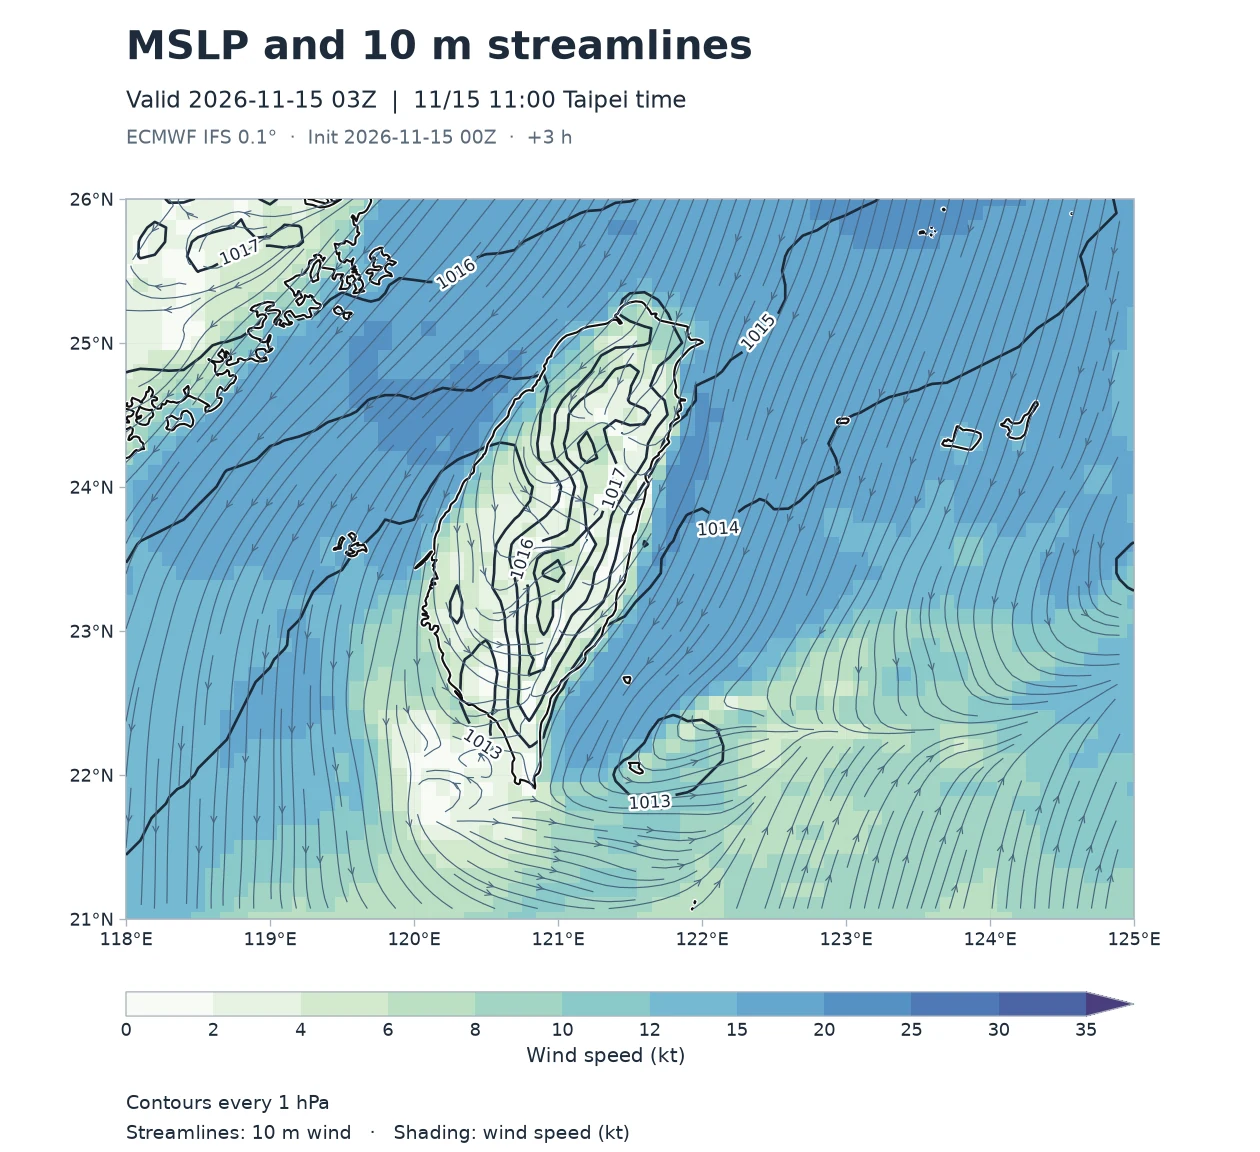 MSLP and 10 m streamlines
Valid 2026-11-15 03Z | 11/15 11:00 Taipei time
ECMWF IFS 0.1° · Init 2026-11-15 00Z · +3 h
26°N
1017
1016
1015
25°N
24°N
1017
1014
1016
23°N
1013
22°N
1013
21°N
118°E 119°E 120°E 121°E 122°E 123°E 124°E 125°E
0 2 4 6 8 10 12 15 20 25 30 35
Wind speed (kt)
Contours every 1 hPa
Streamlines: 10 m wind · Shading: wind speed (kt)